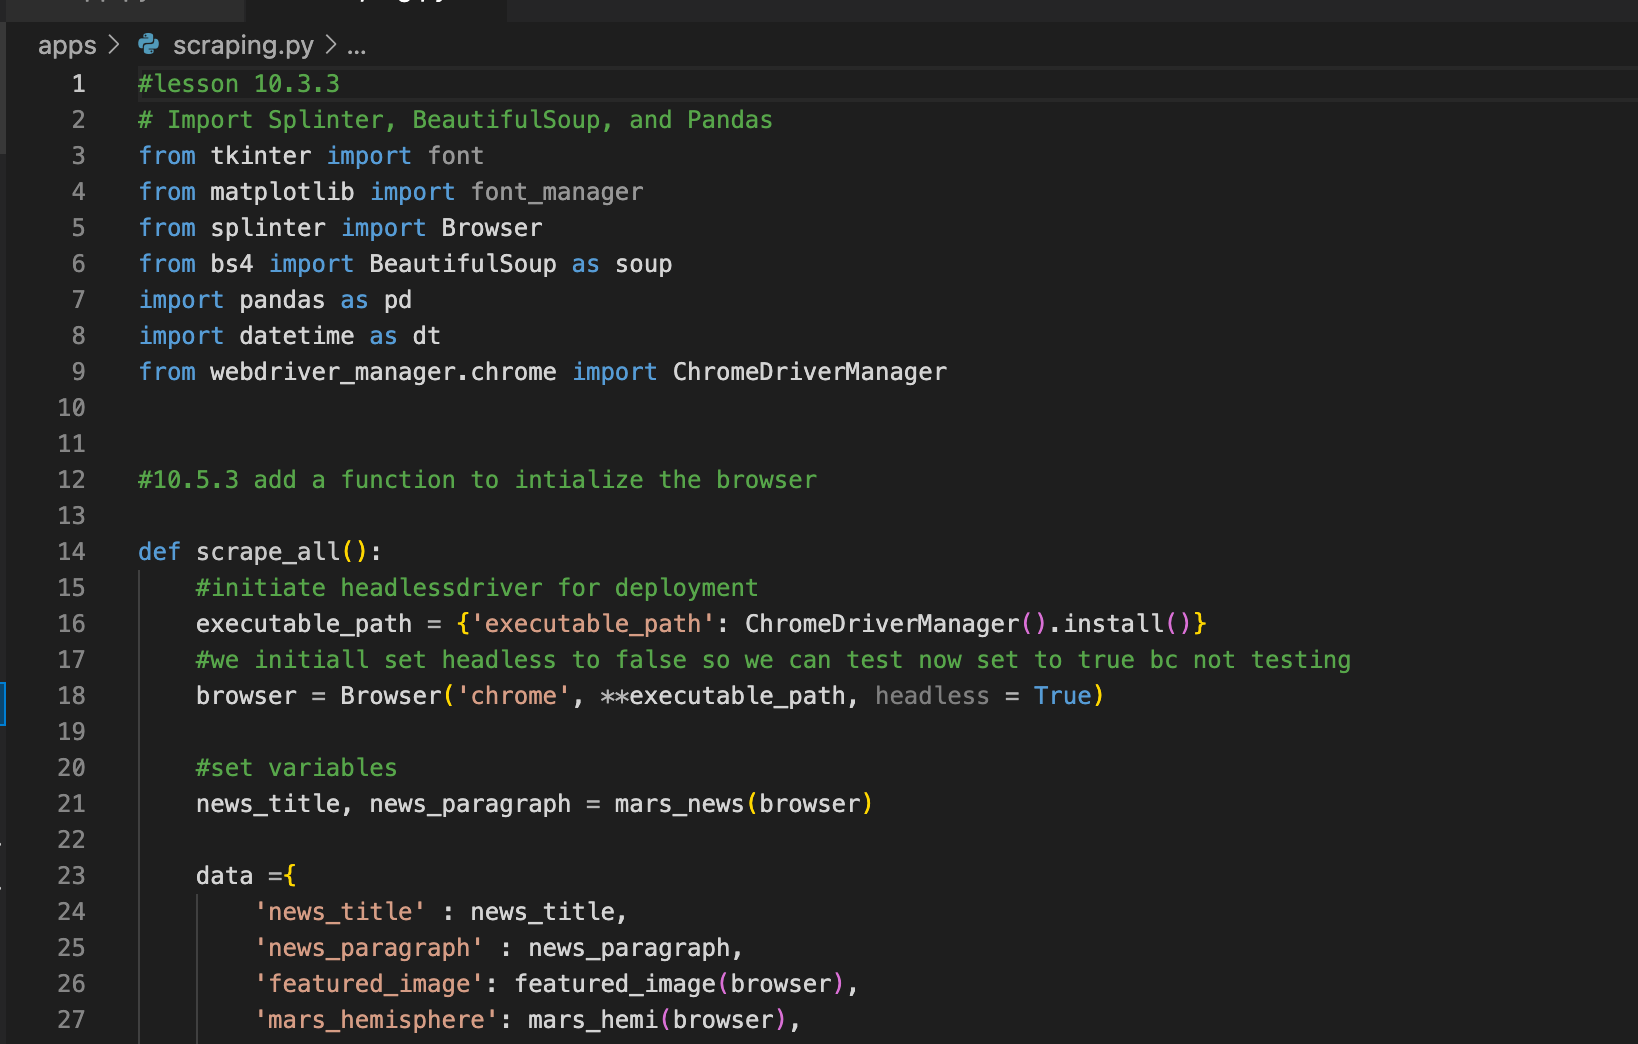 apps > scraping.py > ...
1 #lesson 10.3.3
2 # Import Splinter, BeautifulSoup, and Pandas
3 from tkinter import font
4 from matplotlib import font_manager
5 from splinter import Browser
6 from bs4 import BeautifulSoup as soup
7 import pandas as pd
8 import datetime as dt
9 from webdriver_manager.chrome import ChromeDriverManager
10
11
12 #10.5.3 add a function to intialize the browser
13
14 def scrape_all():
15     #initiate headlessdriver for deployment
16     executable_path = {'executable_path': ChromeDriverManager().install()}
17     #we initiall set headless to false so we can test now set to true bc not testing
18     browser = Browser('chrome', **executable_path, headless = True)
19
20     #set variables
21     news_title, news_paragraph = mars_news(browser)
22
23     data ={
24         'news_title' : news_title,
25         'news_paragraph' : news_paragraph,
26         'featured_image': featured_image(browser),
27         'mars_hemisphere': mars_hemi(browser),